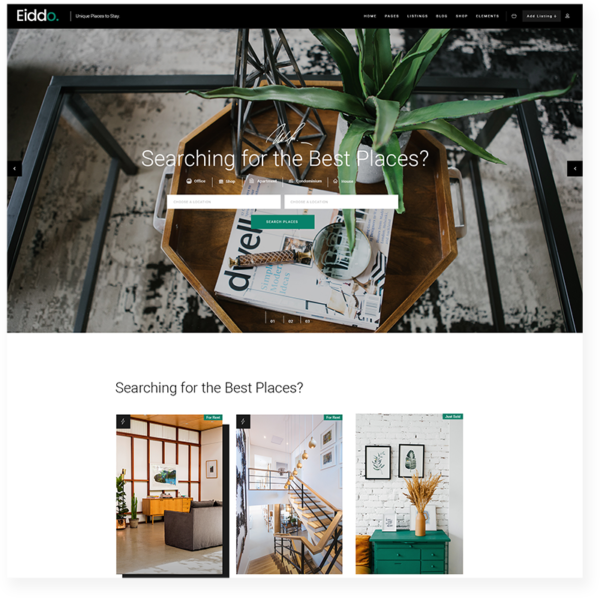 Eiddo. Unique Places to Stay. HOME PAGES LISTINGS BLOG SHOP ELEMENTS Add Listing +
Searching for the Best Places?
Office Shop Apartment Condominium House
CHOOSE A LOCATION CHOOSE A LOCATION
SEARCH PLACES
dwell
01 02 03
Searching for the Best Places?
For Rent For Rent Just Sold